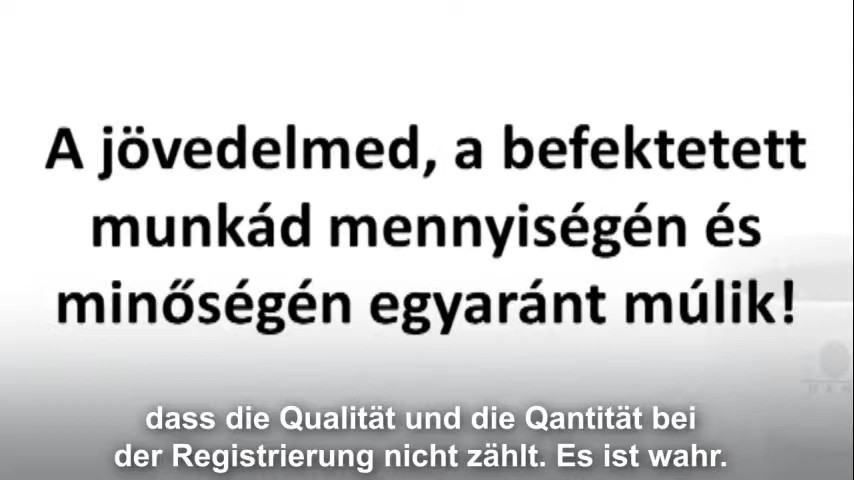 A jövedelmed, a befektetett
munkád mennyiségén és
minőségén egyaránt múlik!
dass die Qualität und die Qantität bei
der Registrierung nicht zählt. Es ist wahr.